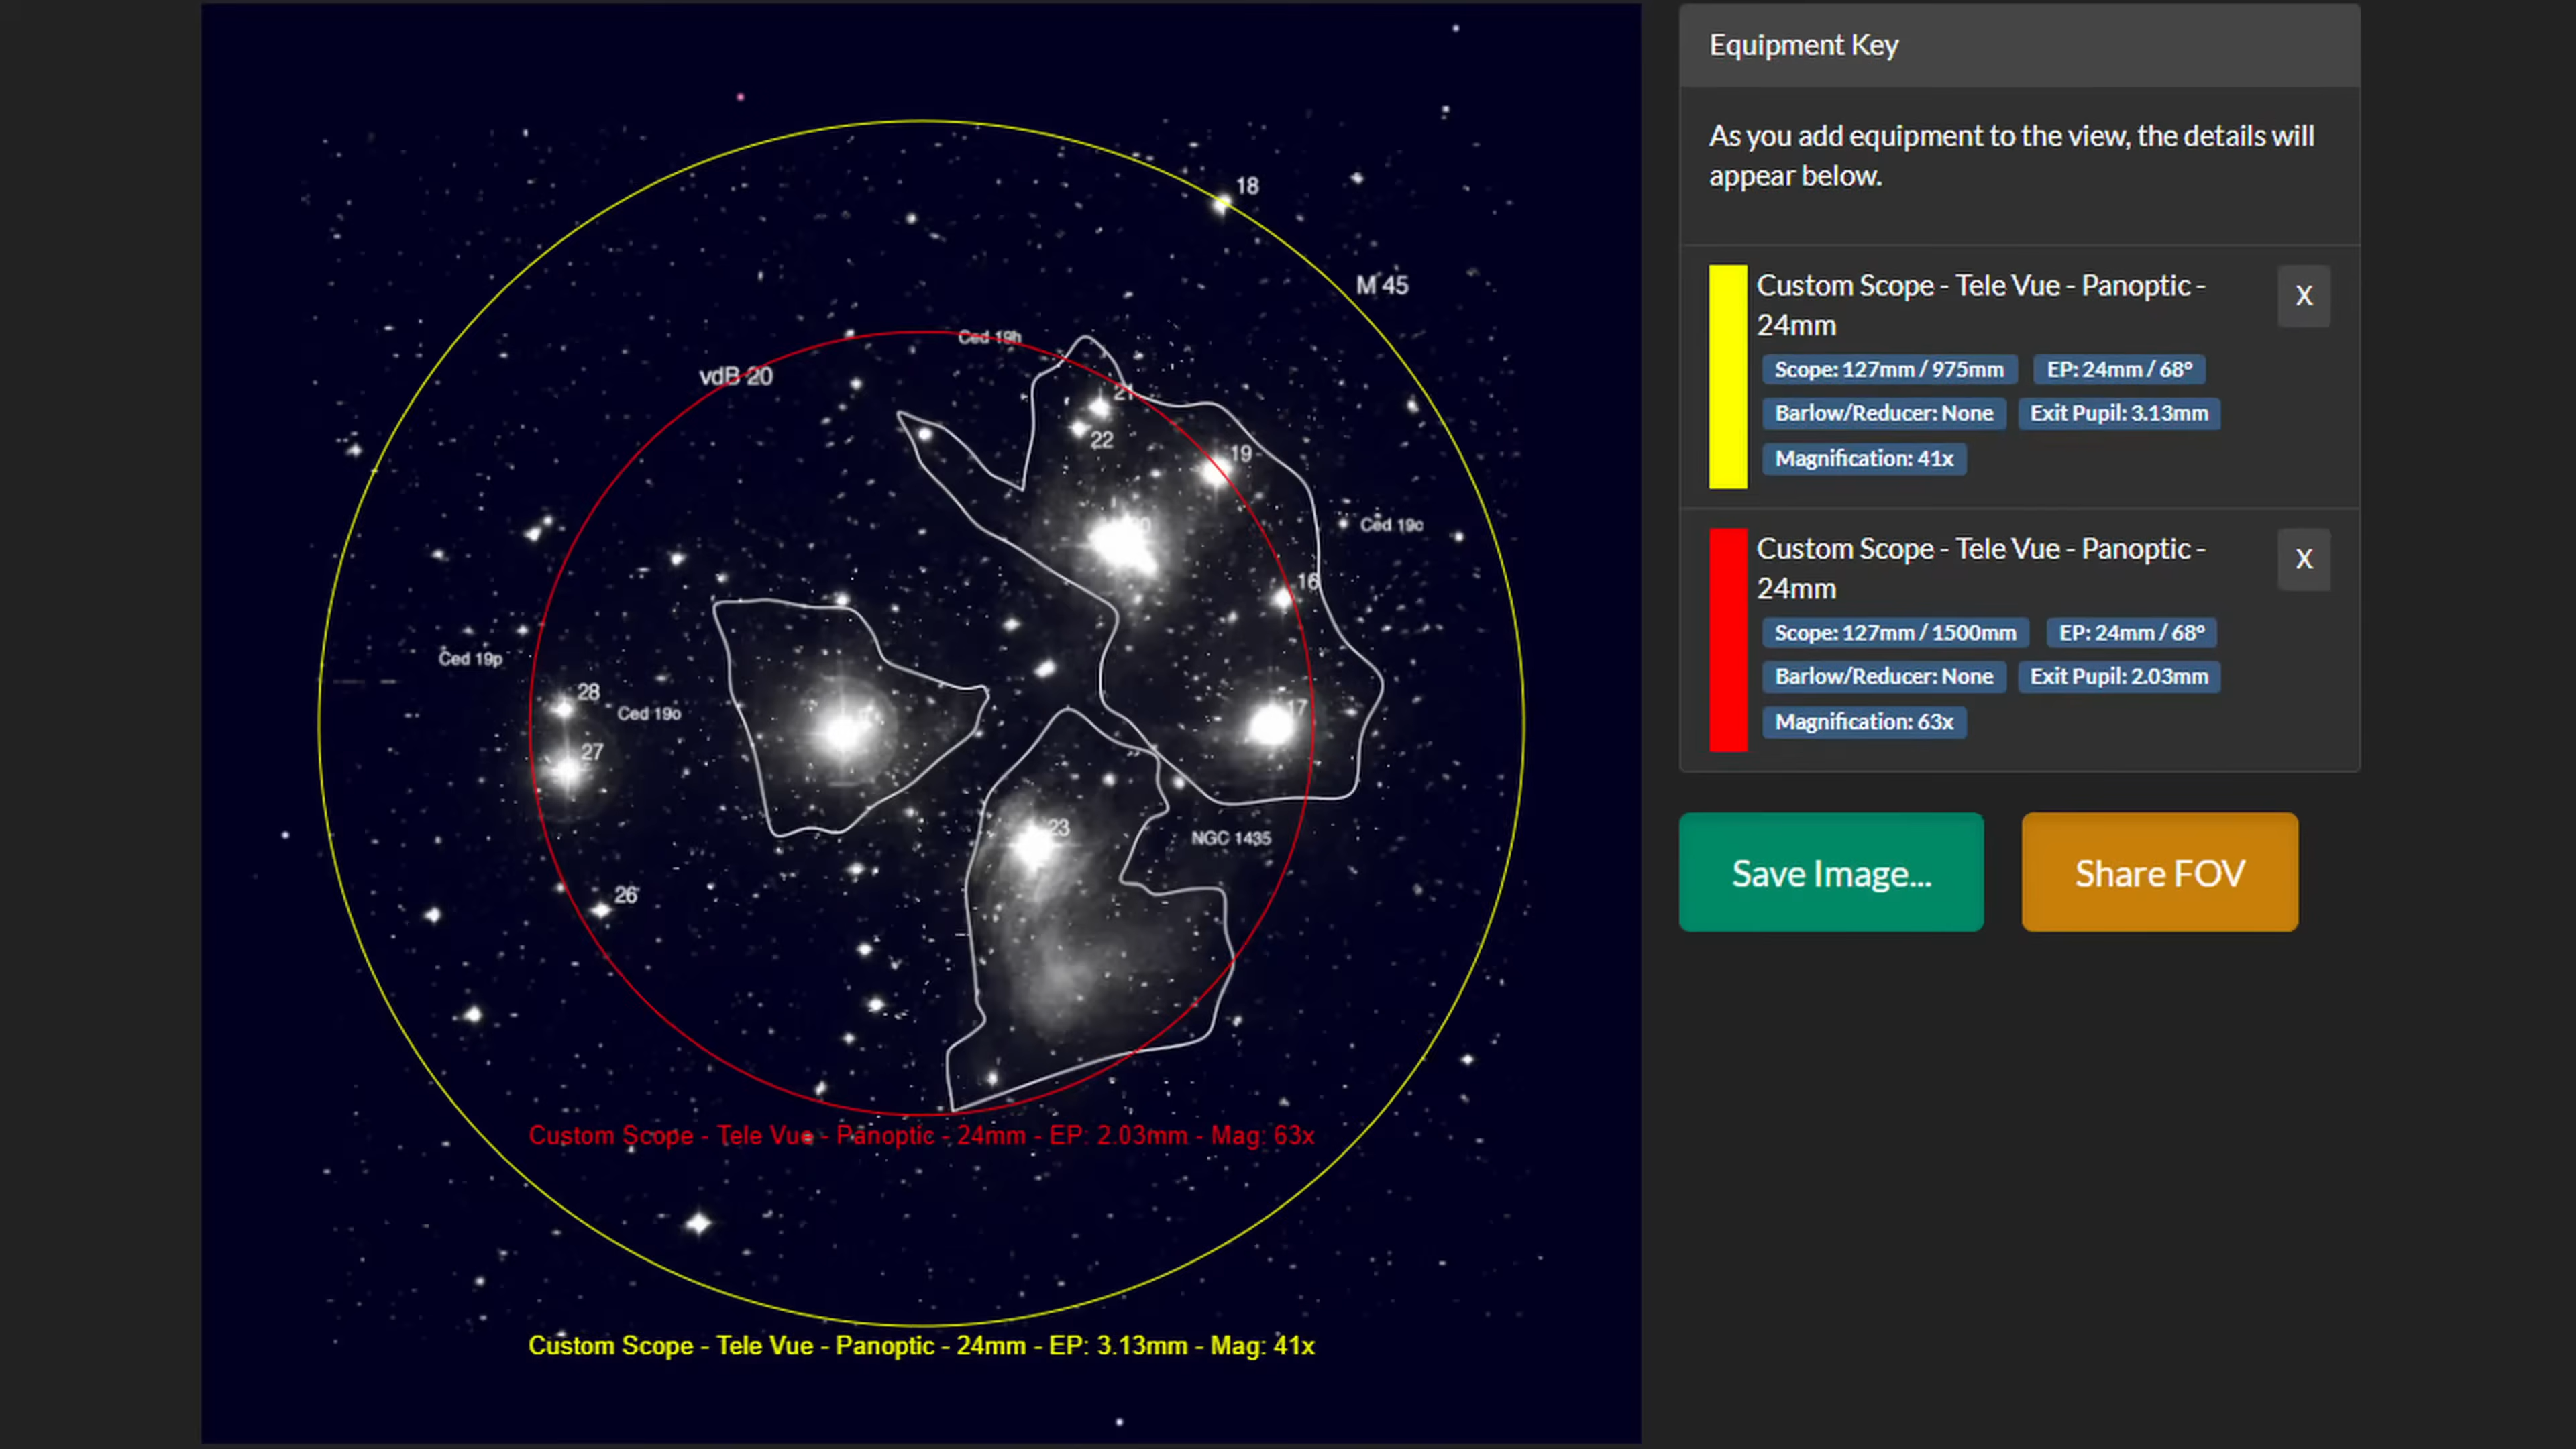 18
M 45
Ced 19h
vdB 20
21
22
19
Ced 19c
16
Ced 19p
28
Ced 19o
17
27
23
NGC 1435
26
Custom Scope - Tele Vue - Panoptic - 24mm - EP: 2.03mm - Mag: 63x
Custom Scope - Tele Vue - Panoptic - 24mm - EP: 3.13mm - Mag: 41x
Equipment Key
As you add equipment to the view, the details will
appear below.
Custom Scope - Tele Vue - Panoptic -
24mm
X
Scope: 127mm / 975mm
EP: 24mm / 68°
Barlow/Reducer: None
Exit Pupil: 3.13mm
Magnification: 41x
Custom Scope - Tele Vue - Panoptic -
24mm
X
Scope: 127mm / 1500mm
EP: 24mm / 68°
Barlow/Reducer: None
Exit Pupil: 2.03mm
Magnification: 63x
Save Image...
Share FOV